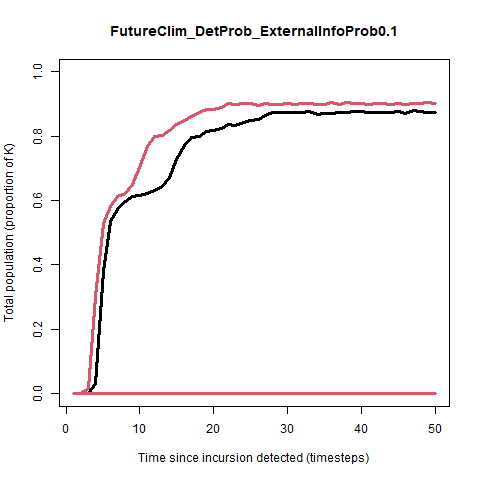 FutureClim_DetProb_ExternalInfoProb0.1
Total population (proportion of K)
1.0
0.8
0.6
0.4
0.2
0.0
0 10 20 30 40 50
Time since incursion detected (timesteps)